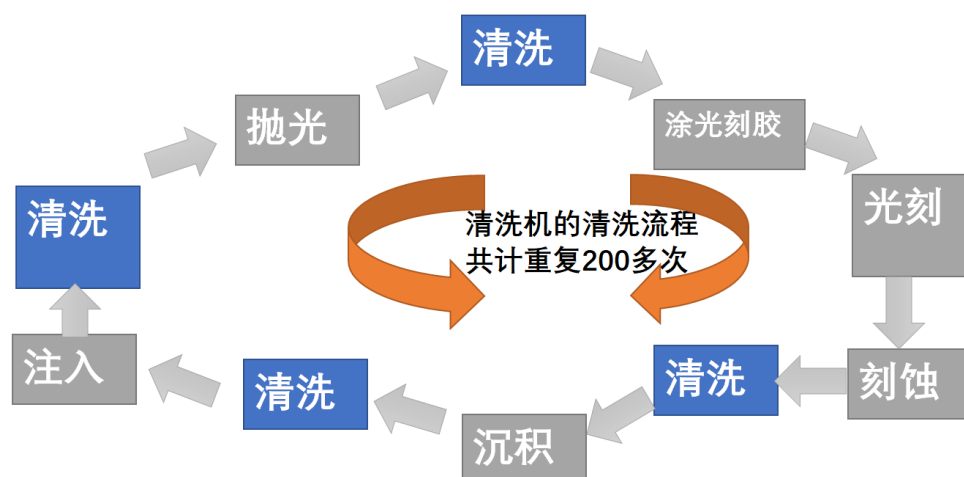 清洗
抛光
涂光刻胶
清洗
光刻
清洗机的清洗流程
共计重复200多次
注入
清洗
清洗
刻蚀
沉积